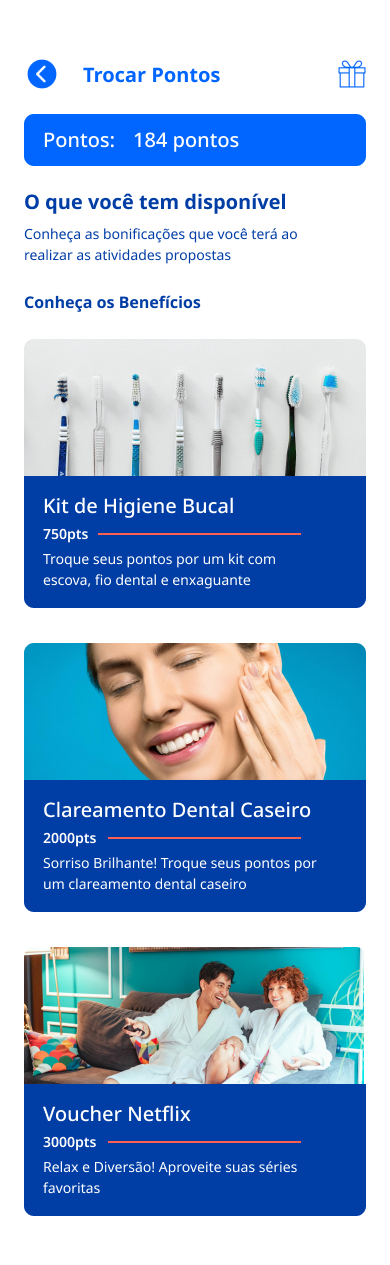 Trocar Pontos
Pontos: 184 pontos
O que você tem disponível
Conheça as bonificações que você terá ao
realizar as atividades propostas
Conheça os Benefícios
Kit de Higiene Bucal
750pts
Troque seus pontos por um kit com
escova, fio dental e enxaguante
Clareamento Dental Caseiro
2000pts
Sorriso Brilhante! Troque seus pontos por
um clareamento dental caseiro
Voucher Netflix
3000pts
Relax e Diversão! Aproveite suas séries
favoritas